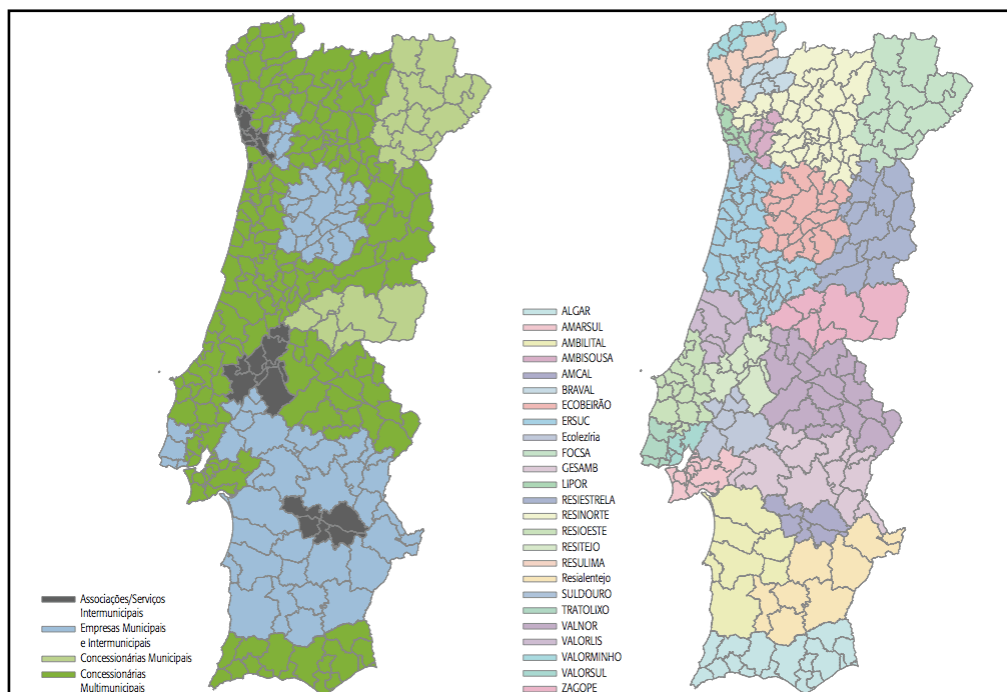 Associações/Serviços
Intermunicipais
Empresas Municipais
e Intermunicipais
Concessionárias Municipais
Concessionárias
Multimunicipais
ALGAR
AMARSUL
AMBILITAL
AMBISOUSA
AMCAL
BRAVAL
ECOBEIRÃO
ERSUC
Ecolezíria
FOCSA
GESAMB
LIPOR
RESIESTRELA
RESINORTE
RESIOESTE
RESITEJO
RESULIMA
Resialentejo
SULDOURO
TRATOLIXO
VALNOR
VALORLIS
VALORMINHO
VALORSUL
ZAGOPE